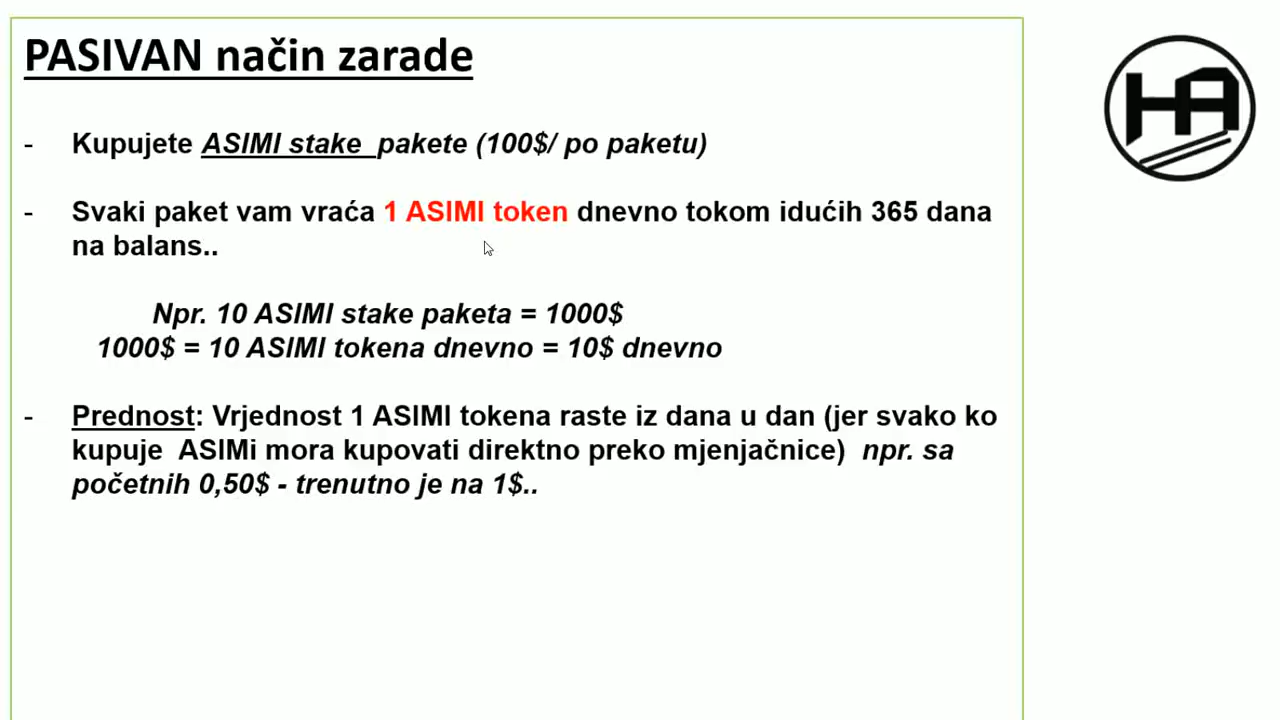 PASIVAN način zarade
- Kupujete ASIMI stake pakete (100$/ po paketu)
- Svaki paket vam vraća 1 ASIMI token dnevno tokom idućih 365 dana
na balans..
Npr. 10 ASIMI stake paketa = 1000$
1000$ = 10 ASIMI tokena dnevno = 10$ dnevno
- Prednost: Vrjednost 1 ASIMI tokena raste iz dana u dan (jer svako ko
kupuje ASIMi mora kupovati direktno preko mjenjačnice) npr. sa
početnih 0,50$ - trenutno je na 1$..
HA